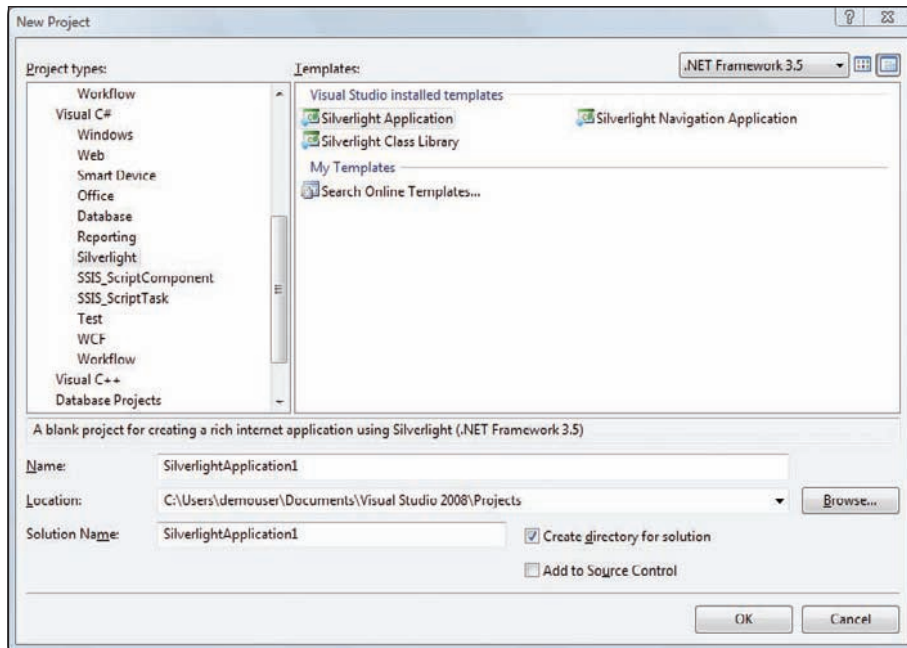 New Project
Project types:
Templates:
.NET Framework 3.5
Workflow
Visual C#
Windows
Web
Smart Device
Office
Database
Reporting
Silverlight
SSIS_ScriptComponent
SSIS_ScriptTask
Test
WCF
Workflow
Visual C++
Database Projects
Visual Studio installed templates
Silverlight Application
Silverlight Navigation Application
Silverlight Class Library
My Templates
Search Online Templates...
A blank project for creating a rich internet application using Silverlight (.NET Framework 3.5)
Name:
SilverlightApplication1
Location:
C:\Users\demouser\Documents\Visual Studio 2008\Projects
Browse...
Solution Name:
SilverlightApplication1
Create directory for solution
Add to Source Control
OK
Cancel